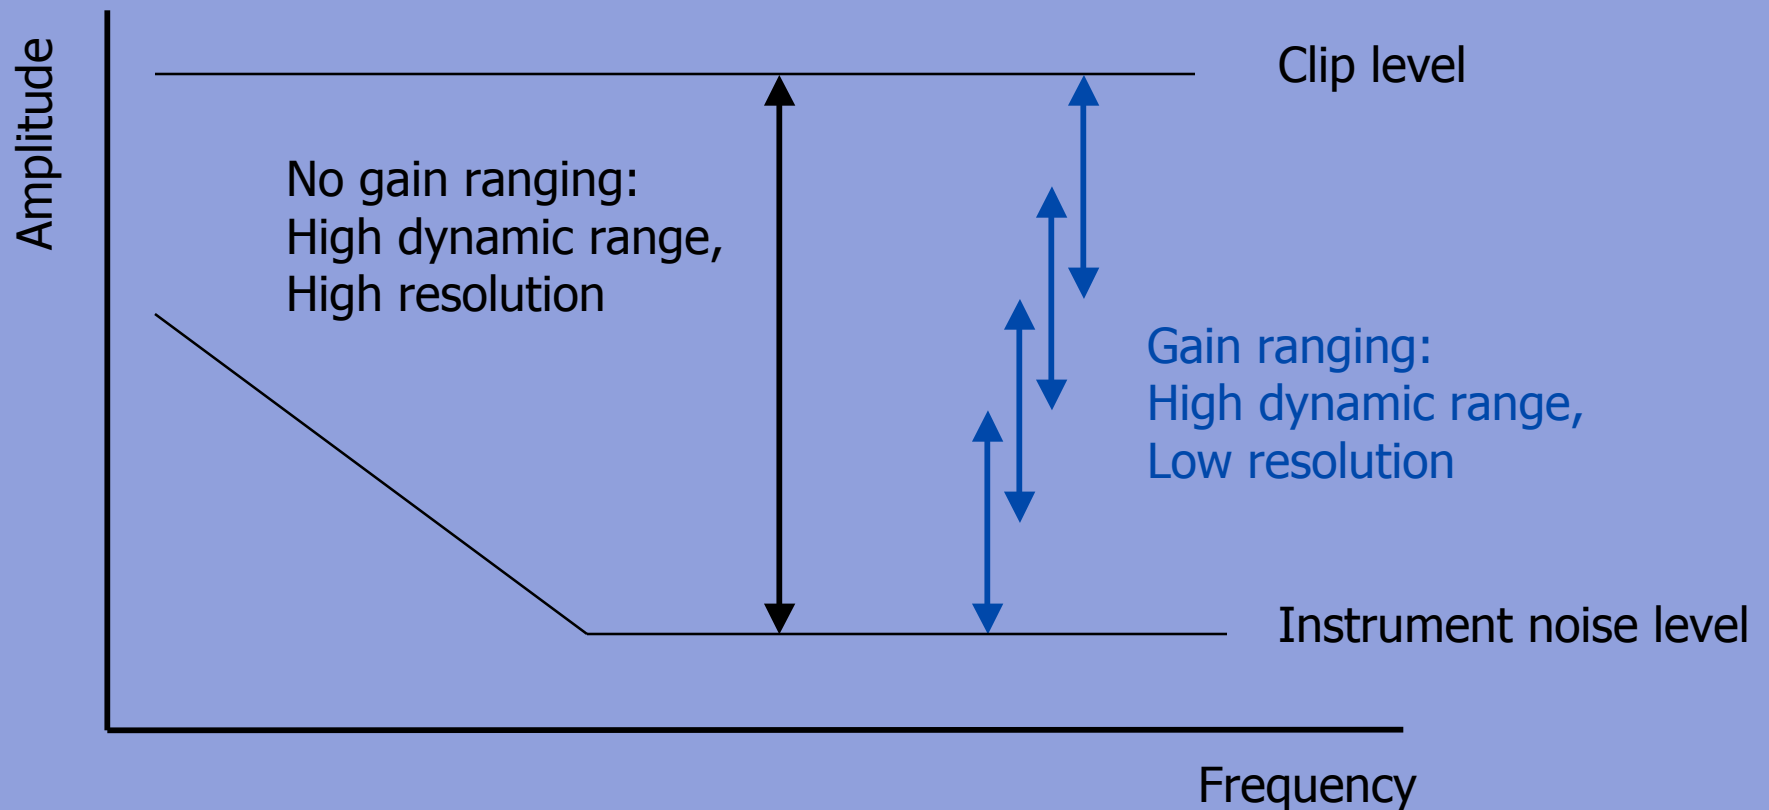 Amplitude
Clip level
No gain ranging:
High dynamic range,
High resolution
Gain ranging:
High dynamic range,
Low resolution
Instrument noise level
Frequency